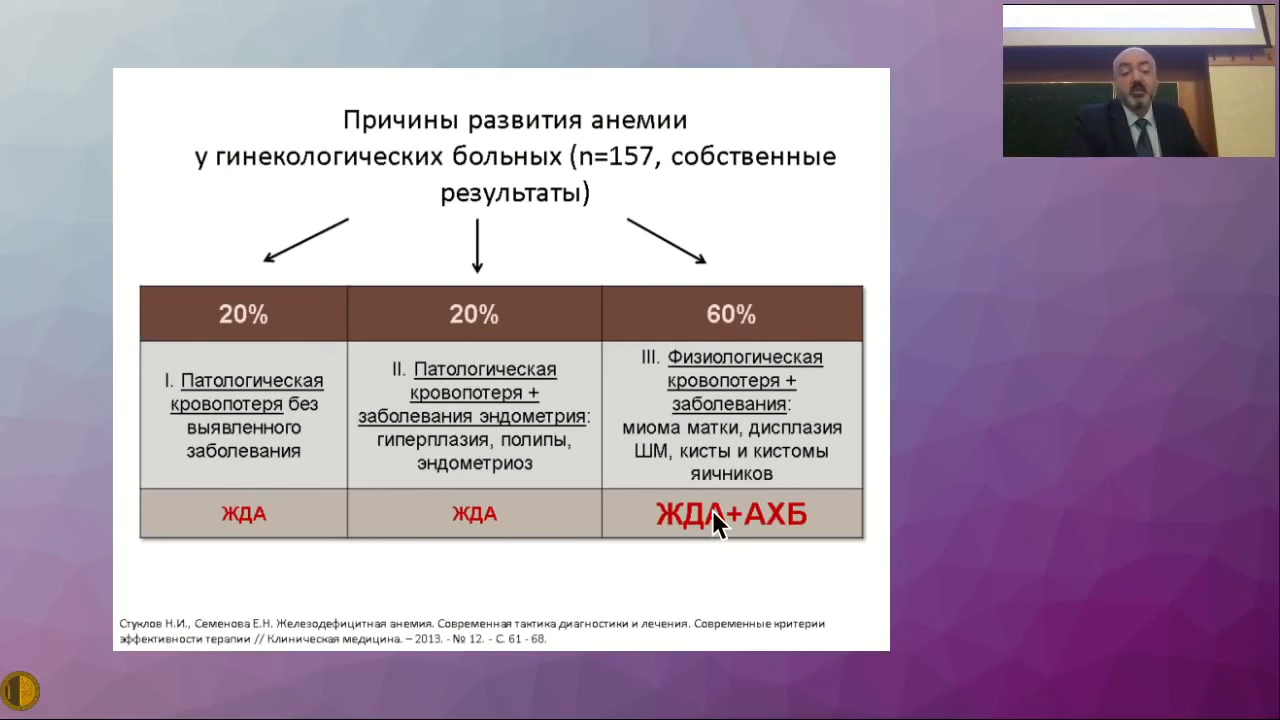 Причины развития анемии
у гинекологических больных (n=157, собственные
результаты)
20%
20%
60%
I. Патологическая
кровопотеря без
выявленного
заболевания
II. Патологическая
кровопотеря +
заболевания эндометрия:
гиперплазия, полипы,
эндометриоз
III. Физиологическая
кровопотеря +
заболевания:
миома матки, дисплазия
ШМ, кисты и кистомы
яичников
ЖДА
ЖДА
ЖДА+АХБ
Стуклов Н.И., Семенова Е.Н. Железодефицитная анемия. Современная тактика диагностики и лечения. Современные критерии
эффективности терапии // Клиническая медицина. – 2013. - № 12. - С. 61 - 68.